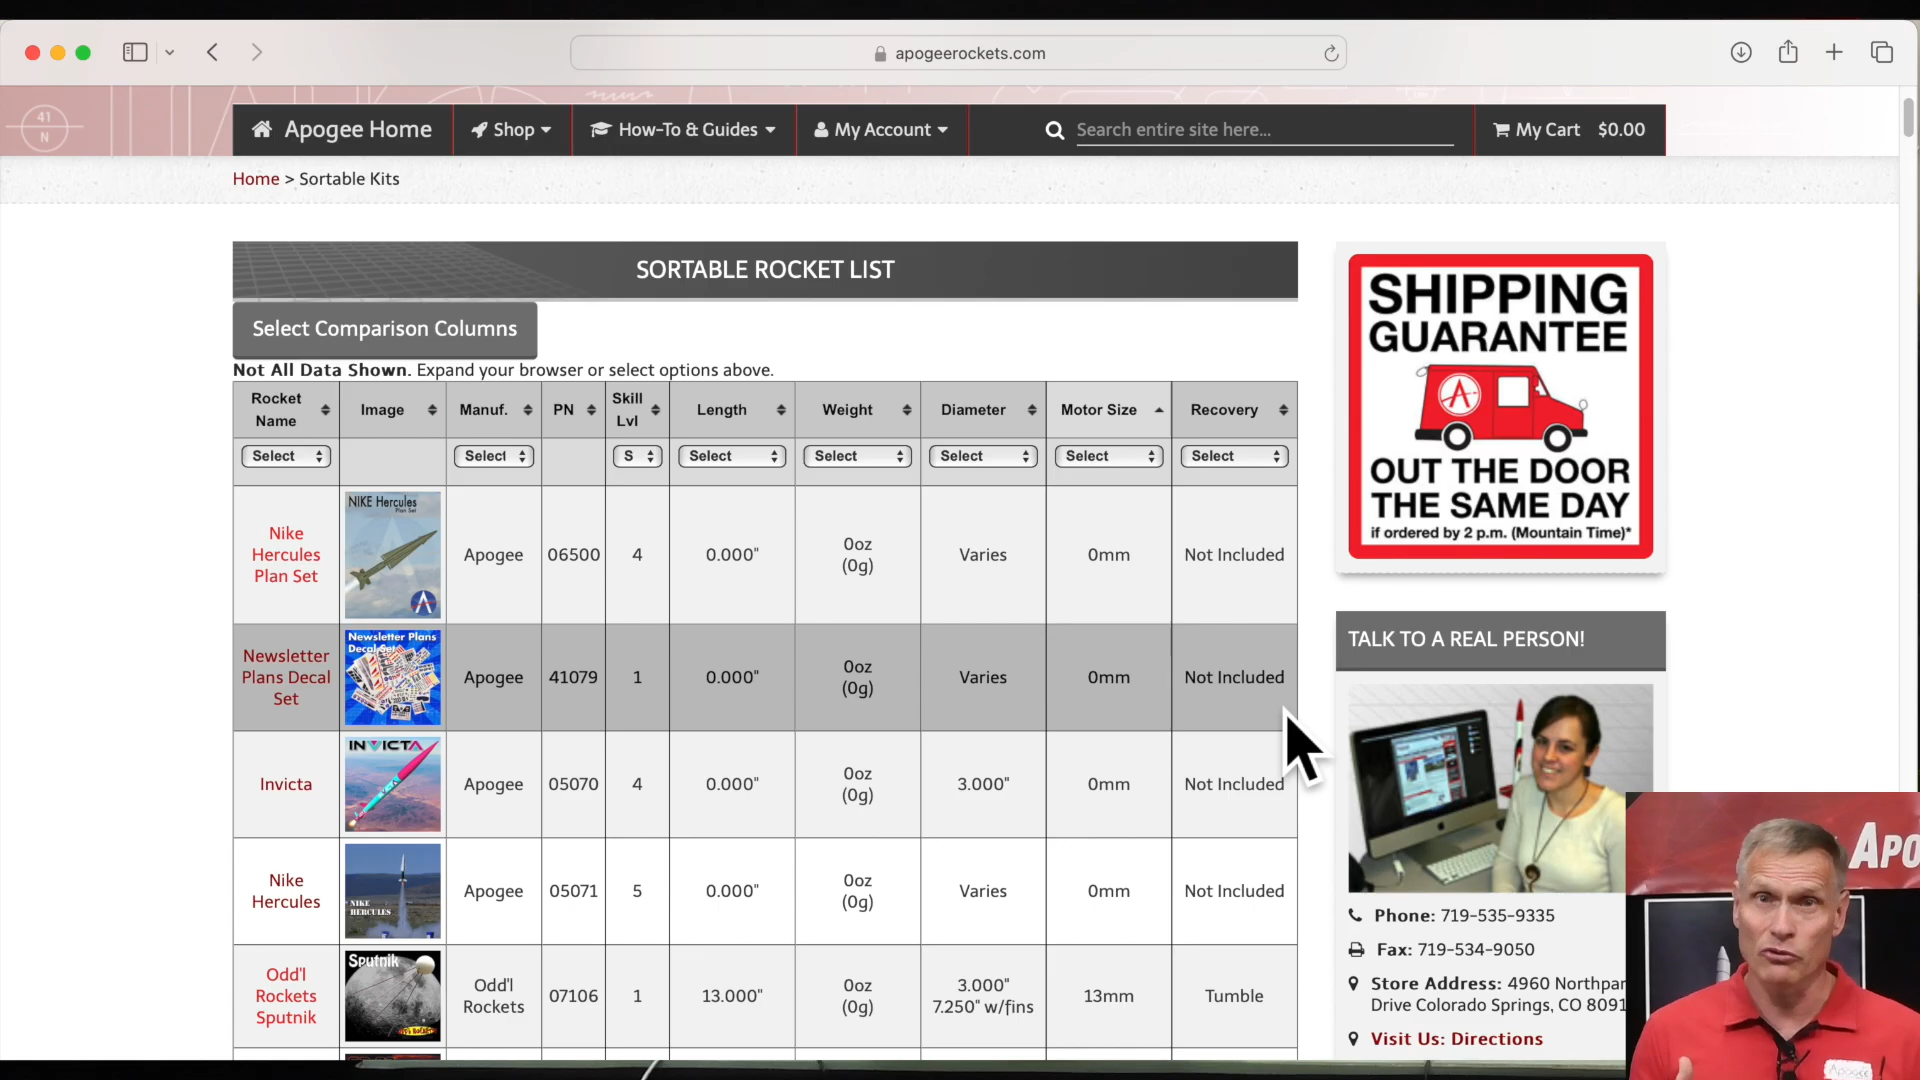 apogeerockets.com
41
N
Apogee Home
Shop
How-To & Guides
My Account
Search entire site here...
My Cart $0.00
Home > Sortable Kits
SORTABLE ROCKET LIST
Select Comparison Columns
Not All Data Shown. Expand your browser or select options above.
Rocket Name Image Manuf. PN Skill Lvl Length Weight Diameter Motor Size Recovery
Select Select S Select Select Select Select Select
NIKE Hercules
Plan Set
Nike Hercules Plan Set Apogee 06500 4 0.000" 0oz (0g) Varies 0mm Not Included
Newsletter Plans
Decal Set
Newsletter Plans Decal Set Apogee 41079 1 0.000" 0oz (0g) Varies 0mm Not Included
INVICTA
Invicta Apogee 05070 4 0.000" 0oz (0g) 3.000" 0mm Not Included
NIKE
HERCULES
Nike Hercules Apogee 05071 5 0.000" 0oz (0g) Varies 0mm Not Included
Sputnik
Odd'l Rockets Sputnik Odd'l Rockets 07106 1 13.000" 0oz (0g) 3.000" 7.250" w/fins 13mm Tumble
SHIPPING
GUARANTEE
OUT THE DOOR
THE SAME DAY
if ordered by 2 p.m. (Mountain Time)*
TALK TO A REAL PERSON!
Phone: 719-535-9335
Fax: 719-534-9050
Store Address: 4960 Northpar
Drive Colorado Springs, CO 8091
Visit Us: Directions
APO
Apogee